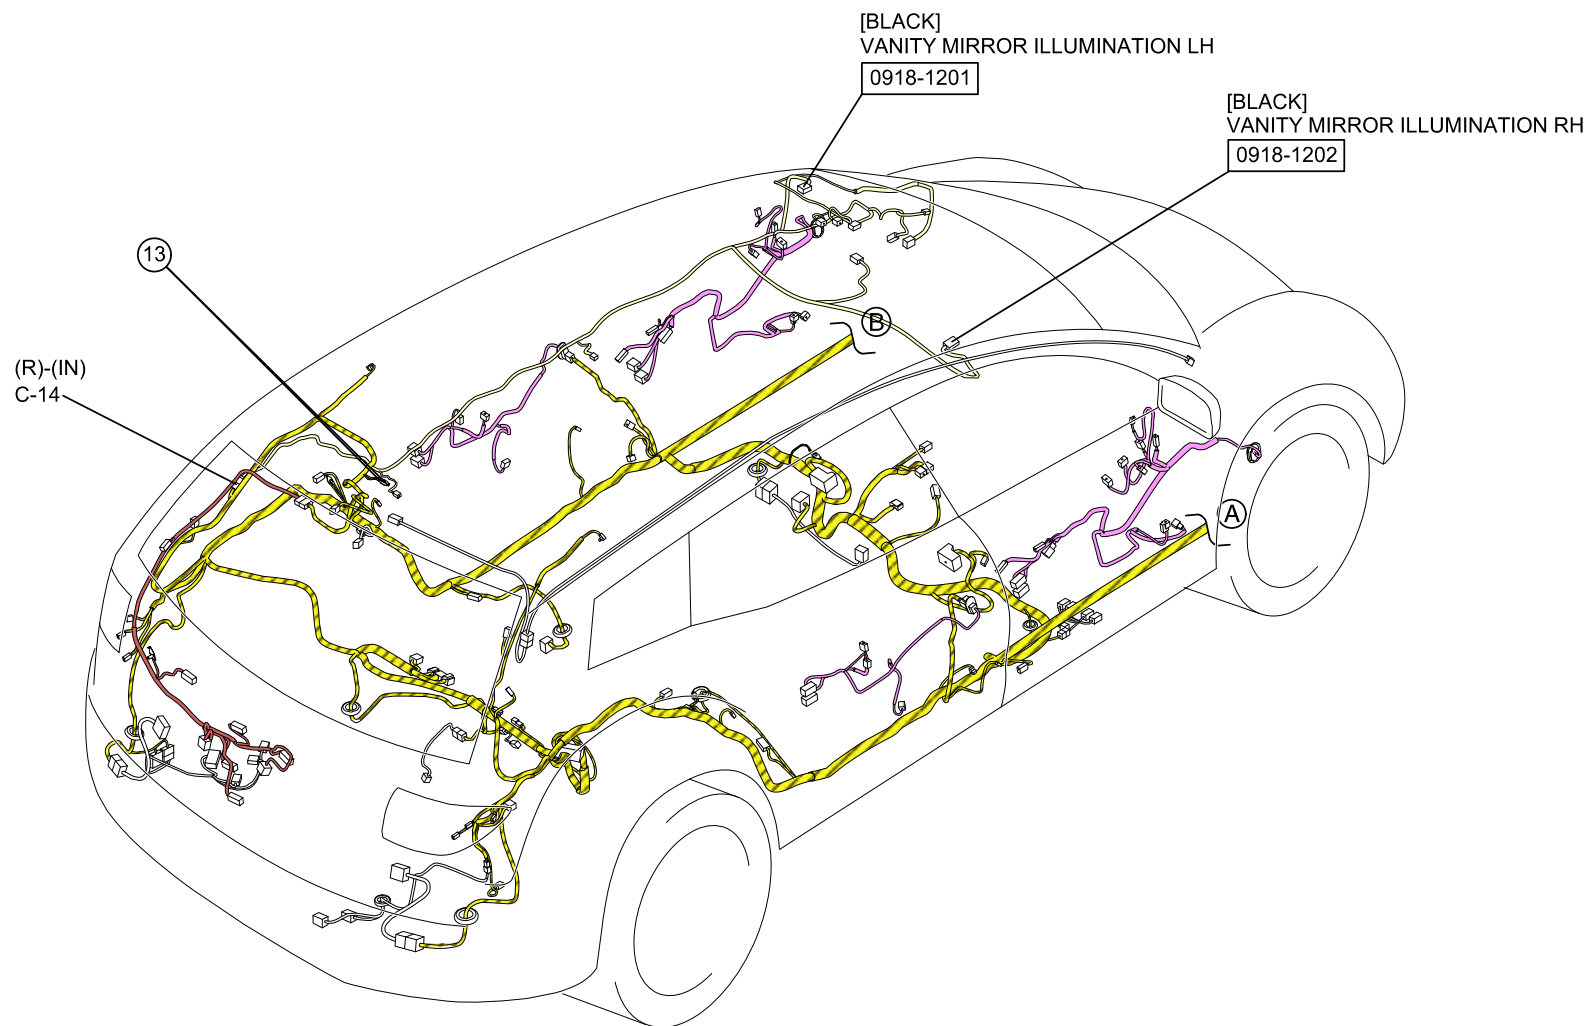 [BLACK]
VANITY MIRROR ILLUMINATION LH
0918-1201
[BLACK]
VANITY MIRROR ILLUMINATION RH
0918-1202
13
B
(R)-(IN)
C-14
A